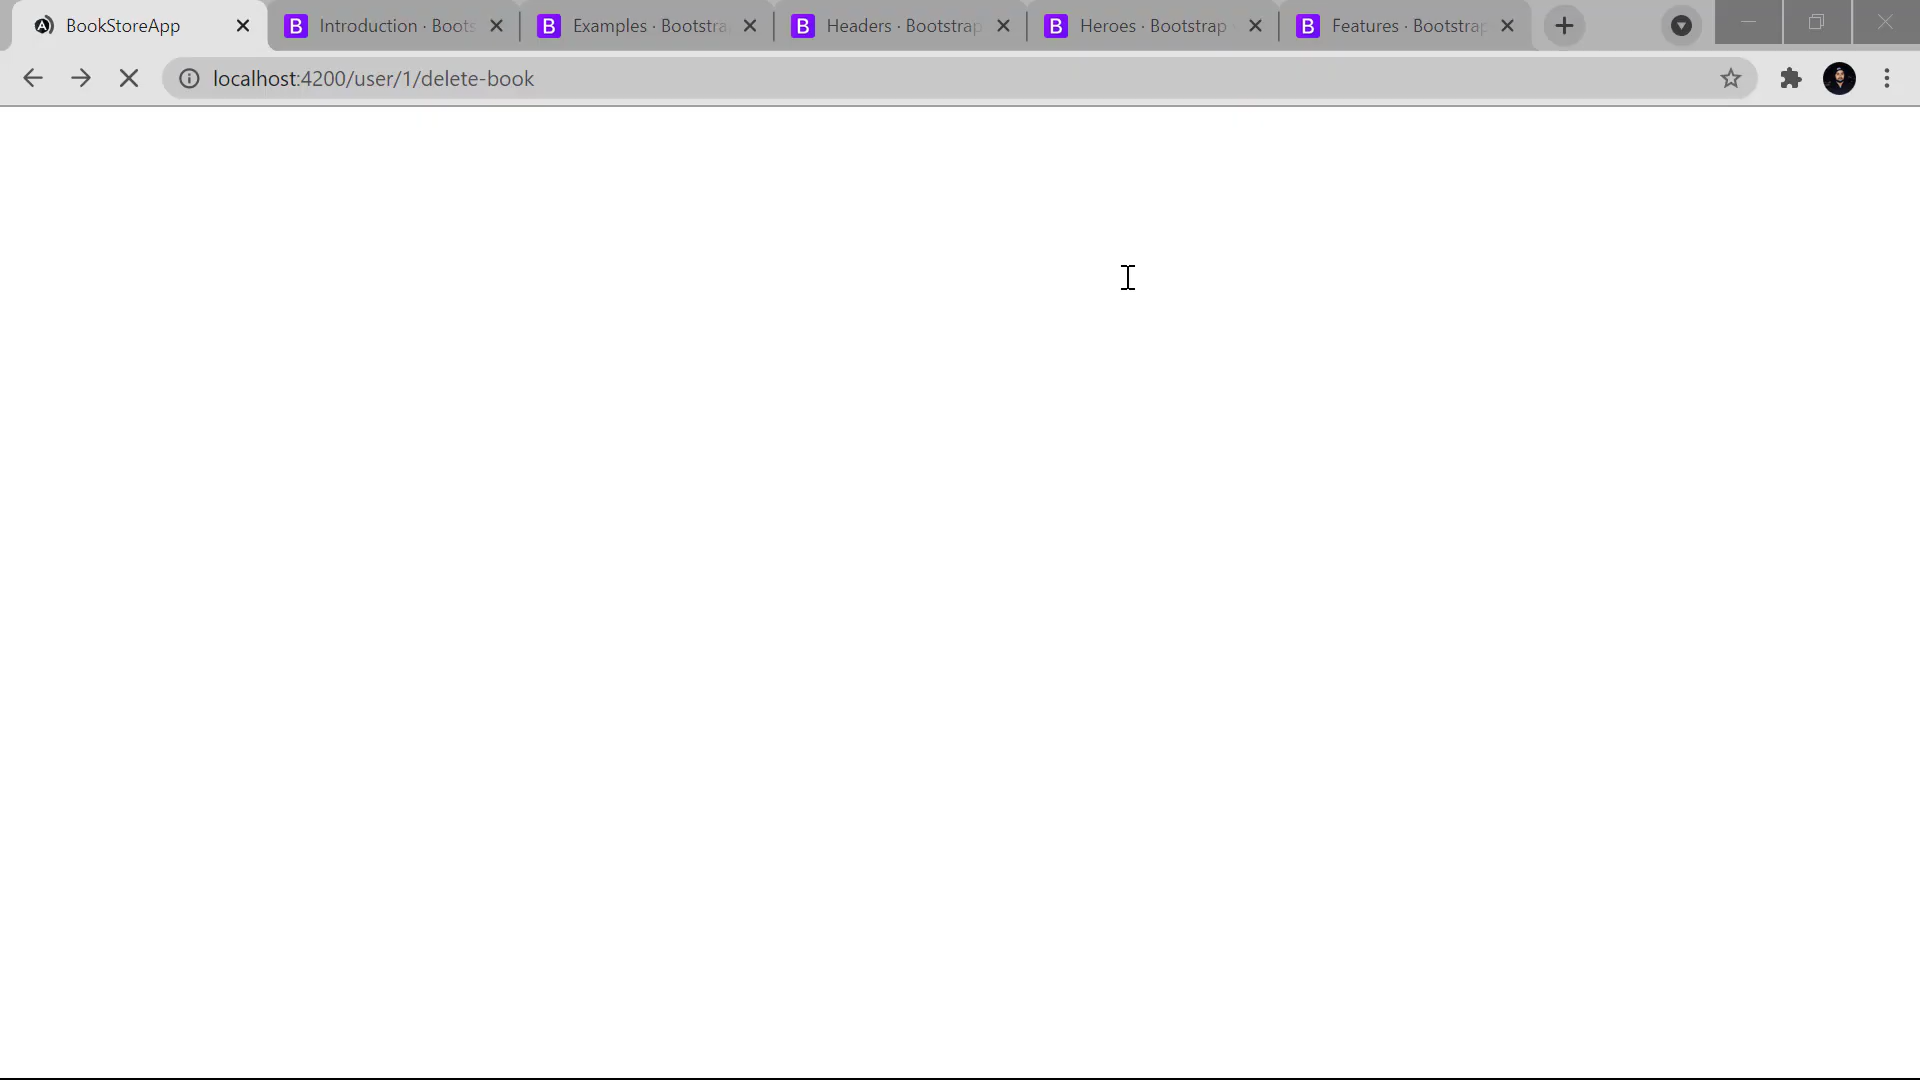 BookStoreApp
Introduction · Boots
Examples · Bootstra
Headers · Bootstrap
Heroes · Bootstrap
Features · Bootstrap
localhost:4200/user/1/delete-book